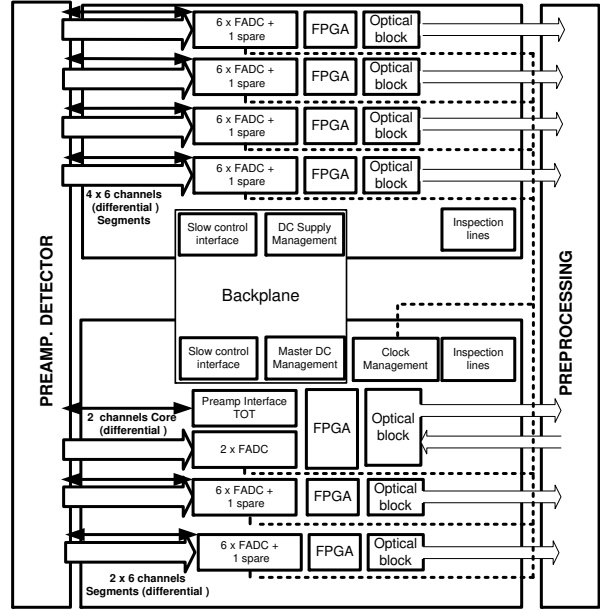 6 x FADC + FPGA Optical
1 spare block
6 x FADC + FPGA Optical
1 spare block
6 x FADC + FPGA Optical
1 spare block
6 x FADC + FPGA Optical
1 spare block
4 x 6 channels
(differential )
Segments
Slow control
interface
DC Supply
Management
Inspection
lines
Backplane
PREAMP. DETECTOR
PREPROCESSING
Slow control
interface
Master DC
Management
Clock
Management
Inspection
lines
Preamp Interface
TOT
2 channels Core
(differential )
2 x FADC
FPGA
Optical
block
6 x FADC + FPGA Optical
1 spare block
6 x FADC + FPGA Optical
1 spare block
2 x 6 channels
Segments (differential )